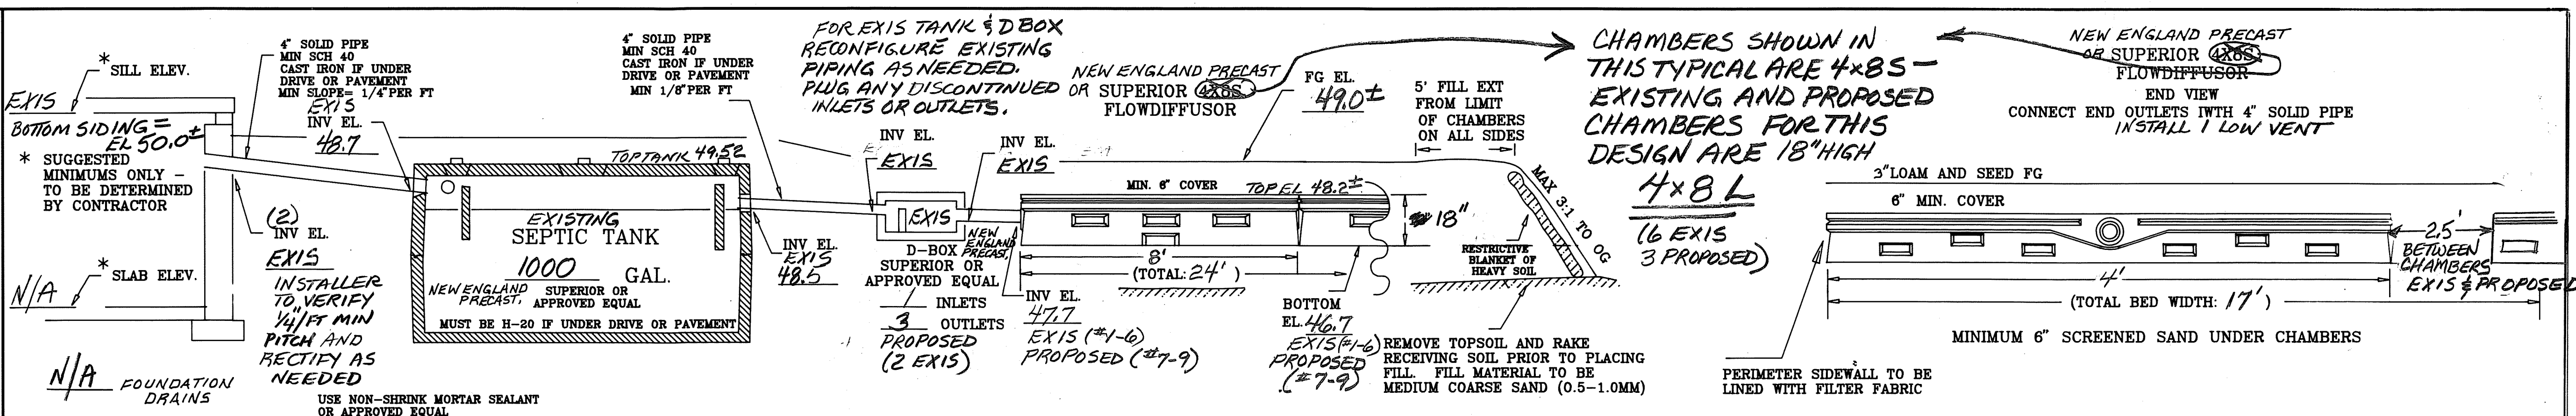 * SILL ELEV.
EXIS
BOTTOM SIDING =
EL 50.0±
* SUGGESTED
MINIMUMS ONLY –
TO BE DETERMINED
BY CONTRACTOR
* SLAB ELEV.
N/A
N/A FOUNDATION
DRAINS
4" SOLID PIPE
MIN SCH 40
CAST IRON IF UNDER
DRIVE OR PAVEMENT
MIN SLOPE= 1/4"PER FT
EXIS
INV EL.
48.7
(2)
INV EL.
EXIS
INSTALLER
TO VERIFY
1/4"/FT MIN
PITCH AND
RECTIFY AS
NEEDED
USE NON-SHRINK MORTAR SEALANT
OR APPROVED EQUAL
TOP TANK 49.52
EXISTING
SEPTIC TANK
1000 GAL.
NEW ENGLAND
PRECAST,
SUPERIOR OR
APPROVED EQUAL
MUST BE H-20 IF UNDER DRIVE OR PAVEMENT
4" SOLID PIPE
MIN SCH 40
CAST IRON IF UNDER
DRIVE OR PAVEMENT
MIN 1/8"PER FT
INV EL.
EXIS
48.5
FOR EXIS TANK & D BOX
RECONFIGURE EXISTING
PIPING AS NEEDED.
PLUG ANY DISCONTINUED
INLETS OR OUTLETS.
INV EL.
EXIS
INV EL.
EXIS
EXIS
D-BOX
NEW
ENGLAND
PRECAST,
SUPERIOR OR
APPROVED EQUAL
1 INLETS
3 OUTLETS
PROPOSED
(2 EXIS)
NEW ENGLAND PRECAST
OR SUPERIOR 4X8S
FLOWDIFFUSOR
FG EL.
49.0±
5' FILL EXT
FROM LIMIT
OF CHAMBERS
ON ALL SIDES
MIN. 6" COVER
TOP EL 48.2±
18"
8'
(TOTAL: 24' )
INV EL.
47.7
EXIS (#1-6)
PROPOSED (#7-9)
BOTTOM
EL. 46.7
EXIS (#1-6)
PROPOSED
(#7-9)
MAX 3:1 TO OG
RESTRICTIVE
BLANKET OF
HEAVY SOIL
REMOVE TOPSOIL AND RAKE
RECEIVING SOIL PRIOR TO PLACING
FILL. FILL MATERIAL TO BE
MEDIUM COARSE SAND (0.5-1.0MM)
CHAMBERS SHOWN IN
THIS TYPICAL ARE 4x8S –
EXISTING AND PROPOSED
CHAMBERS FOR THIS
DESIGN ARE 18" HIGH
4x8 L
(6 EXIS
3 PROPOSED)
NEW ENGLAND PRECAST
OR SUPERIOR 4X8S
FLOWDIFFUSOR
END VIEW
CONNECT END OUTLETS IWTH 4" SOLID PIPE
INSTALL 1 LOW VENT
3"LOAM AND SEED FG
6" MIN. COVER
2.5'
BETWEEN
CHAMBERS
EXIS & PROPOSED
4'
(TOTAL BED WIDTH: 17' )
MINIMUM 6" SCREENED SAND UNDER CHAMBERS
PERIMETER SIDEWALL TO BE
LINED WITH FILTER FABRIC